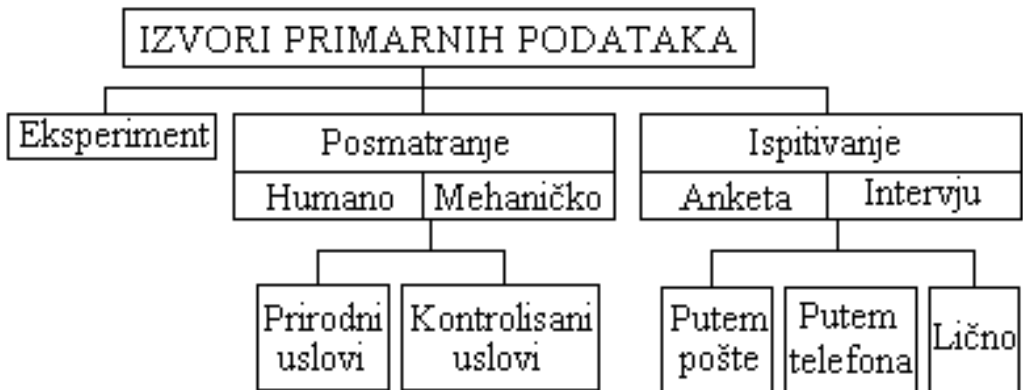 IZVORI PRIMARNIH PODATAKA
Eksperiment
Posmatranje
Ispitivanje
Humano
Mehaničko
Anketa
Intervju
Prirodni
uslovi
Kontrolisani
uslovi
Putem
pošte
Putem
telefona
Lično